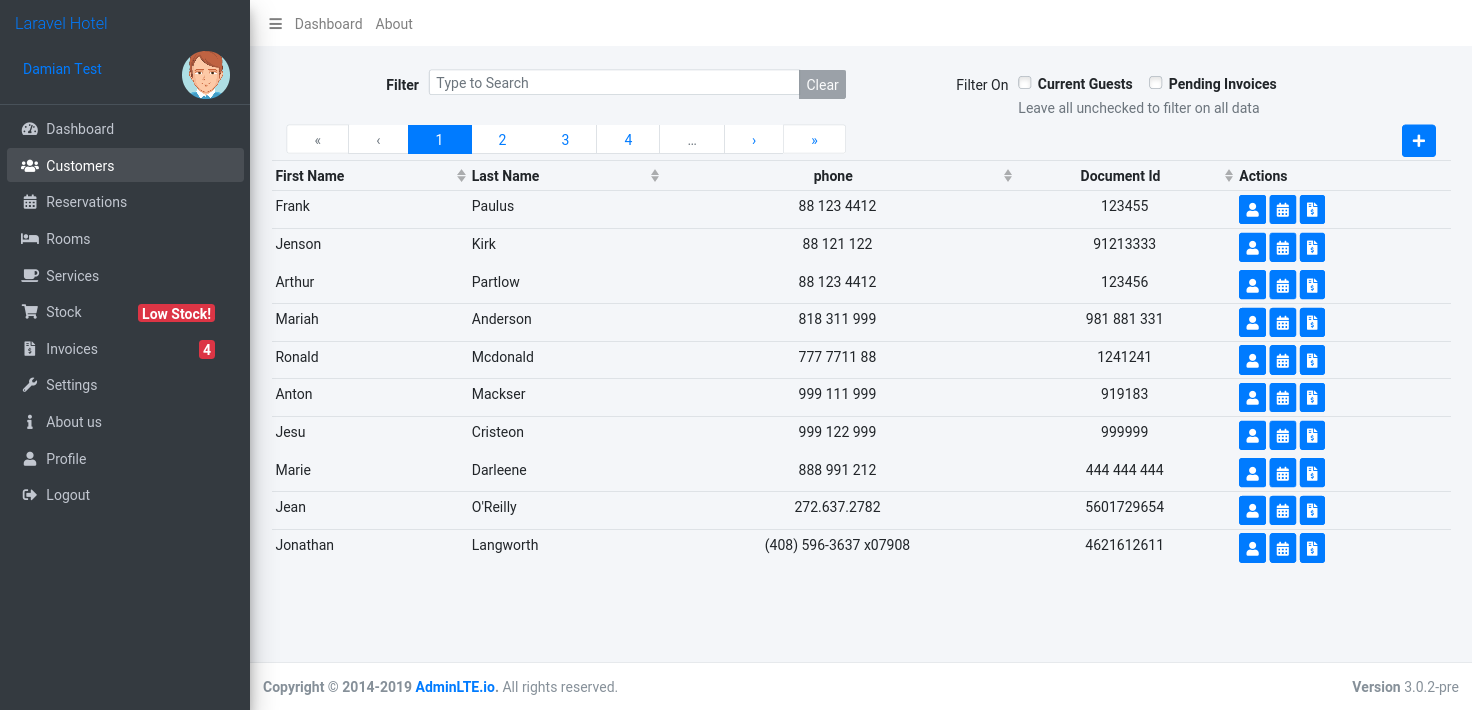 Laravel Hotel
Damian Test
Dashboard
Customers
Reservations
Rooms
Services
Stock Low Stock!
Invoices 4
Settings
About us
Profile
Logout
Dashboard About
Filter Type to Search Clear
Filter On Current Guests Pending Invoices
Leave all unchecked to filter on all data
« ‹ 1 2 3 4 … › »
First Name Last Name phone Document Id Actions
Frank Paulus 88 123 4412 123455
Jenson Kirk 88 121 122 91213333
Arthur Partlow 88 123 4412 123456
Mariah Anderson 818 311 999 981 881 331
Ronald Mcdonald 777 7711 88 1241241
Anton Mackser 999 111 999 919183
Jesu Cristeon 999 122 999 999999
Marie Darleene 888 991 212 444 444 444
Jean O'Reilly 272.637.2782 5601729654
Jonathan Langworth (408) 596-3637 x07908 4621612611
Copyright © 2014-2019 AdminLTE.io. All rights reserved.
Version 3.0.2-pre